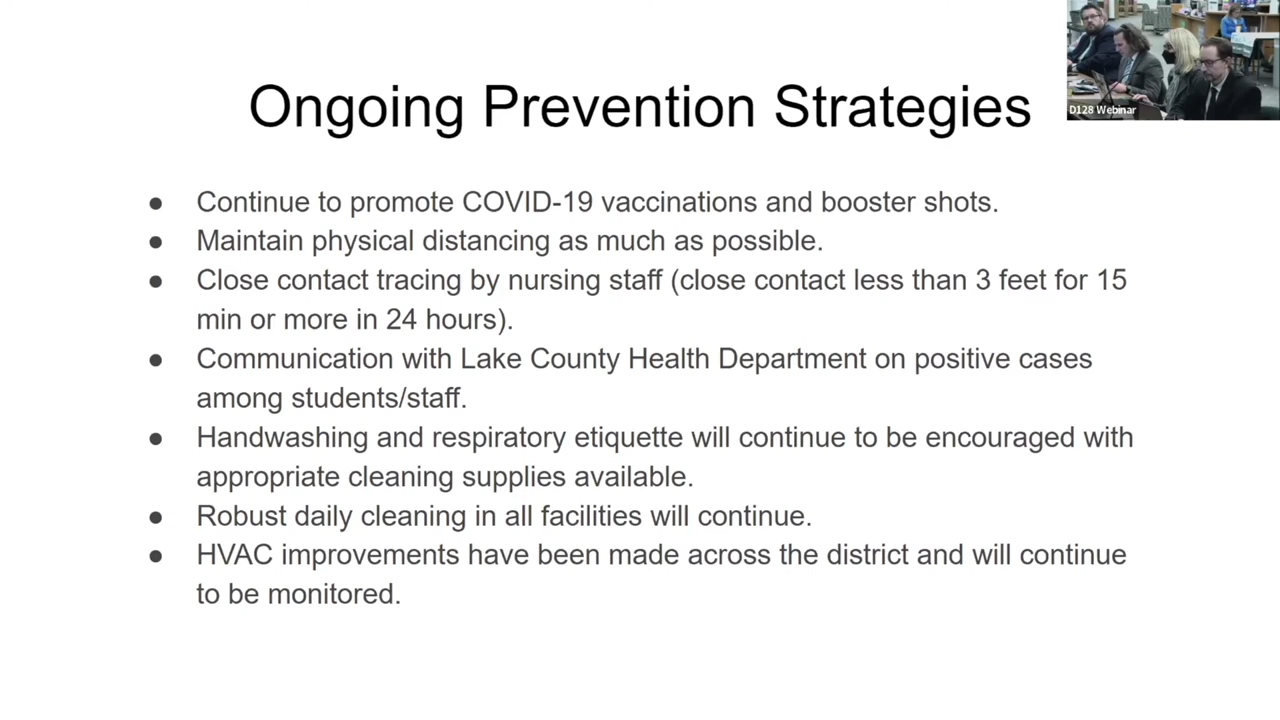 Ongoing Prevention Strategies
D128 Webinar
● Continue to promote COVID-19 vaccinations and booster shots.
● Maintain physical distancing as much as possible.
● Close contact tracing by nursing staff (close contact less than 3 feet for 15
min or more in 24 hours).
● Communication with Lake County Health Department on positive cases
among students/staff.
● Handwashing and respiratory etiquette will continue to be encouraged with
appropriate cleaning supplies available.
● Robust daily cleaning in all facilities will continue.
● HVAC improvements have been made across the district and will continue
to be monitored.